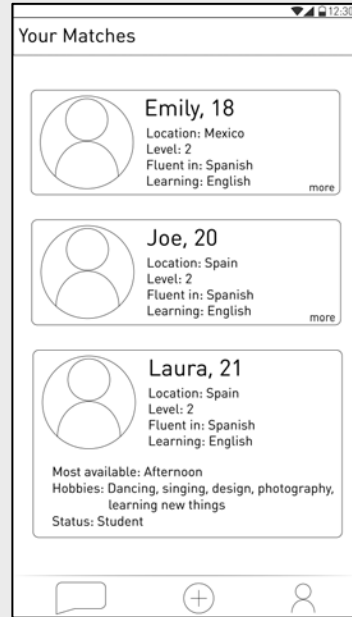 12:30
Your Matches
Emily, 18
Location: Mexico
Level: 2
Fluent in: Spanish
Learning: English
more
Joe, 20
Location: Spain
Level: 2
Fluent in: Spanish
Learning: English
more
Laura, 21
Location: Spain
Level: 2
Fluent in: Spanish
Learning: English
Most available: Afternoon
Hobbies: Dancing, singing, design, photography,
learning new things
Status: Student